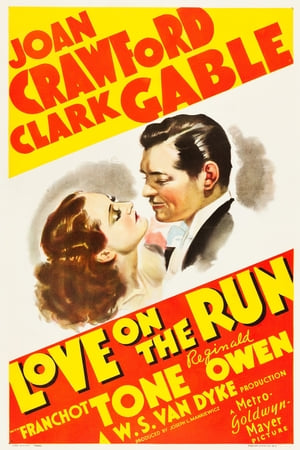 JOAN
CRAWFORD
CLARK GABLE
LOVE ON THE RUN
Reginald
FRANCHOT TONE OWEN
A W. S. VAN DYKE PRODUCTION
PRODUCED BY JOSEPH L. MANKIEWICZ
A Metro-
Goldwyn-
Mayer
PICTURE